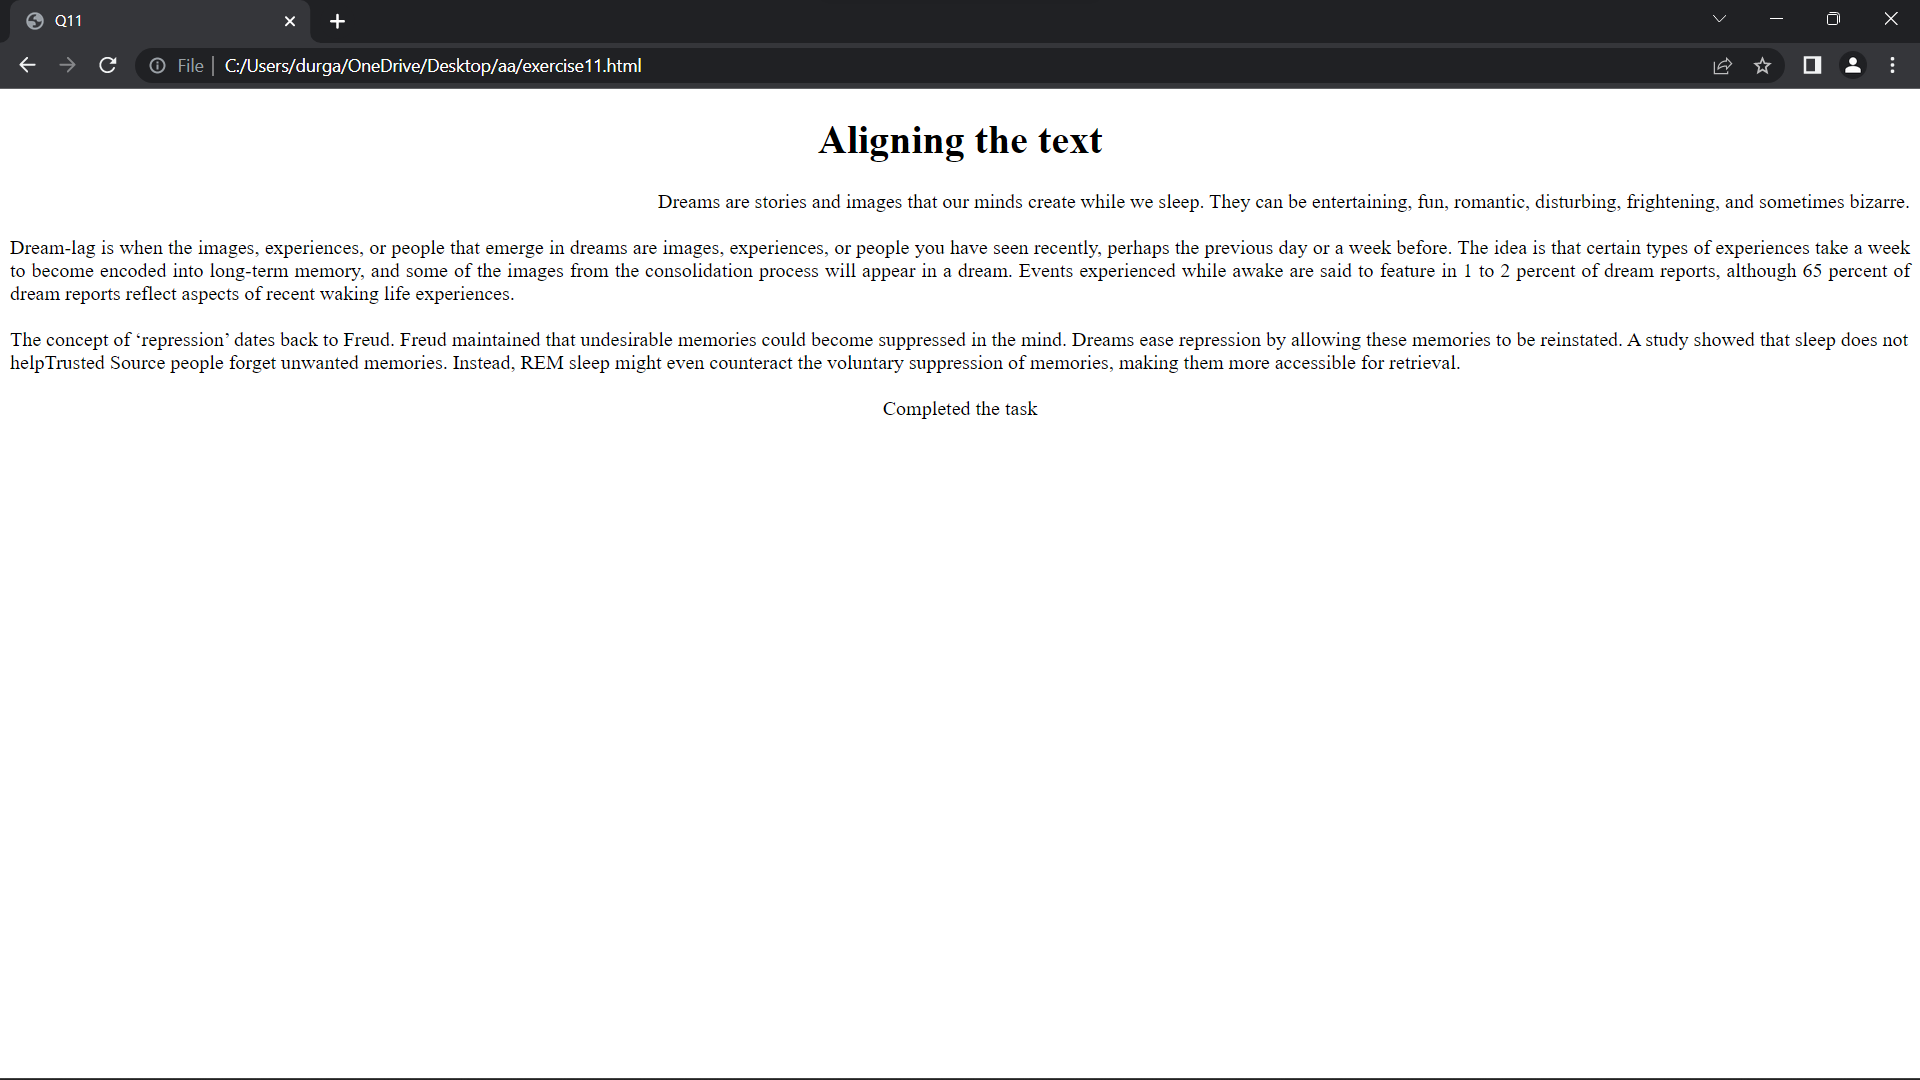 Q11
File | C:/Users/durga/OneDrive/Desktop/aa/exercise11.html
Aligning the text
Dreams are stories and images that our minds create while we sleep. They can be entertaining, fun, romantic, disturbing, frightening, and sometimes bizarre.
Dream-lag is when the images, experiences, or people that emerge in dreams are images, experiences, or people you have seen recently, perhaps the previous day or a week before. The idea is that certain types of experiences take a week
to become encoded into long-term memory, and some of the images from the consolidation process will appear in a dream. Events experienced while awake are said to feature in 1 to 2 percent of dream reports, although 65 percent of
dream reports reflect aspects of recent waking life experiences.
The concept of ‘repression’ dates back to Freud. Freud maintained that undesirable memories could become suppressed in the mind. Dreams ease repression by allowing these memories to be reinstated. A study showed that sleep does not
helpTrusted Source people forget unwanted memories. Instead, REM sleep might even counteract the voluntary suppression of memories, making them more accessible for retrieval.
Completed the task